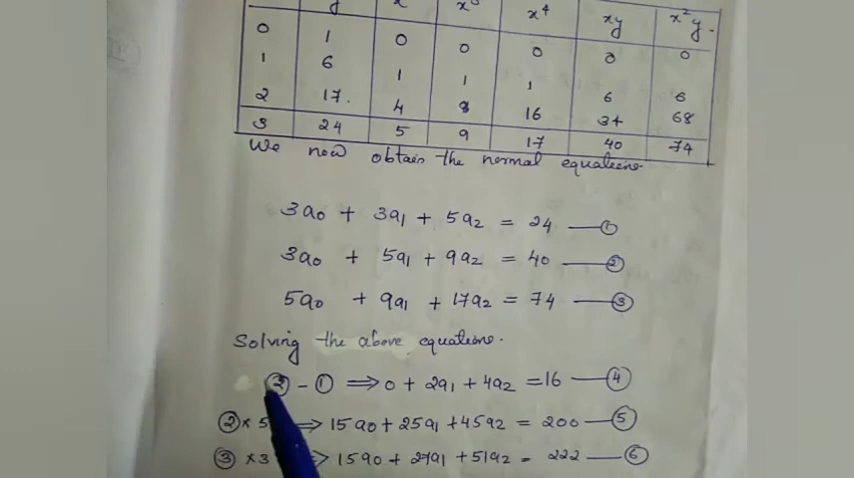 x⁴ xy x²y
0 1 0 0 0 0 0
1 6 1 1 1 6 6
2 17 4 8 16 34 68
3 24 5 9 17 40 74
We now obtain the normal equations.
3a₀ + 3a₁ + 5a₂ = 24 — ①
3a₀ + 5a₁ + 9a₂ = 40 — ②
5a₀ + 9a₁ + 17a₂ = 74 — ③
Solving the above equations.
② - ① ⟹ 0 + 2a₁ + 4a₂ = 16 — ④
② × 5 ⟹ 15a₀ + 25a₁ + 45a₂ = 200 — ⑤
③ × 3 ⟹ 15a₀ + 27a₁ + 51a₂ = 222 — ⑥